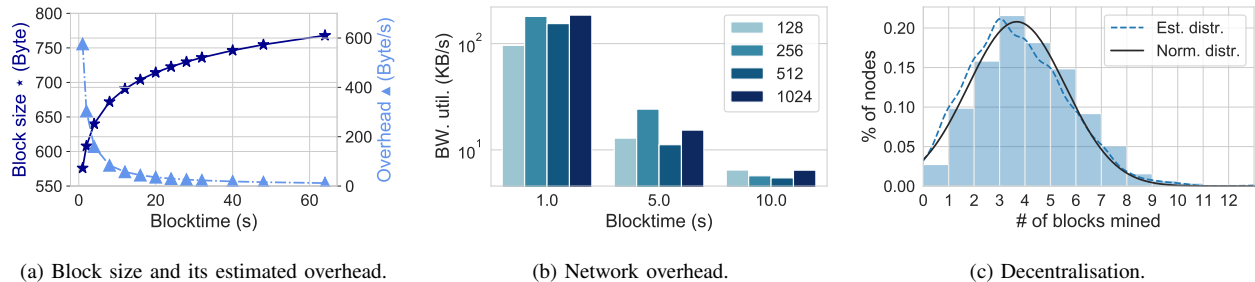 Block size ⋆ (Byte)
800
750
700
650
600
550
600
400
200
0
Overhead ▲ (Byte/s)
0
20
40
60
Blocktime (s)
(a) Block size and its estimated overhead.
BW. util. (KB/s)
10²
10¹
128
256
512
1024
1.0
5.0
10.0
Blocktime (s)
(b) Network overhead.
% of nodes
0.20
0.15
0.10
0.05
0.00
Est. distr.
Norm. distr.
0 1 2 3 4 5 6 7 8 9 10 11 12
# of blocks mined
(c) Decentralisation.